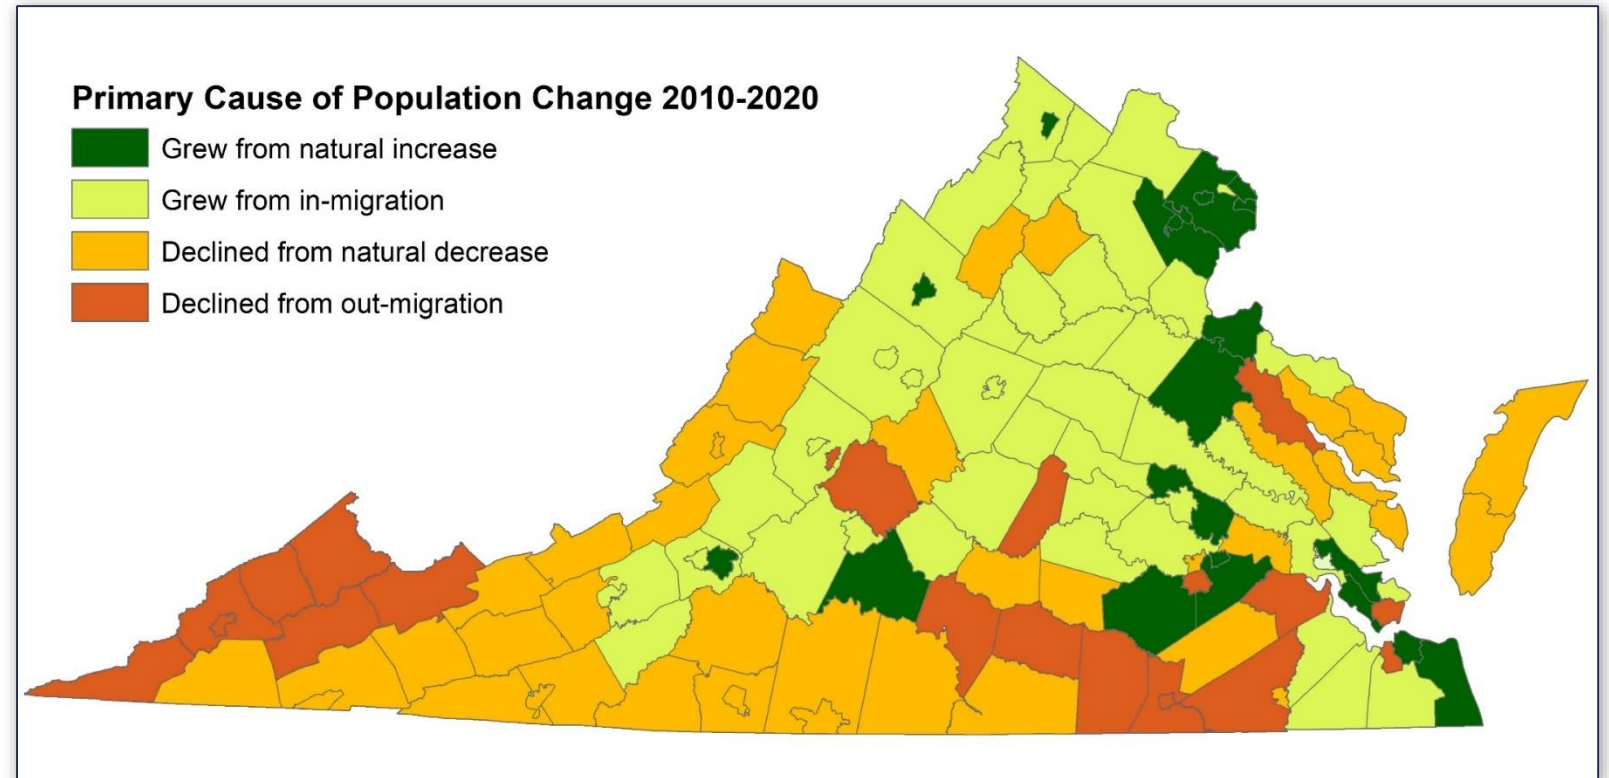 Primary Cause of Population Change 2010-2020
Grew from natural increase
Grew from in-migration
Declined from natural decrease
Declined from out-migration